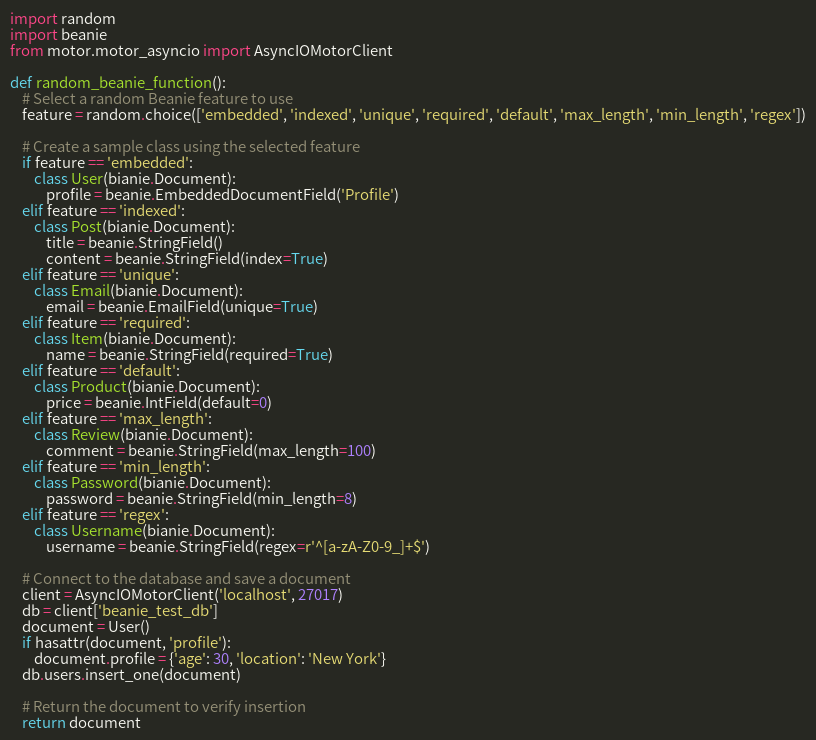 import random
import beanie
from motor.motor_asyncio import AsyncIOMotorClient

def random_beanie_function():
    # Select a random Beanie feature to use
    feature = random.choice(['embedded', 'indexed', 'unique', 'required', 'default', 'max_length', 'min_length', 'regex'])

    # Create a sample class using the selected feature
    if feature == 'embedded':
        class User(bianie.Document):
            profile = beanie.EmbeddedDocumentField('Profile')
    elif feature == 'indexed':
        class Post(bianie.Document):
            title = beanie.StringField()
            content = beanie.StringField(index=True)
    elif feature == 'unique':
        class Email(bianie.Document):
            email = beanie.EmailField(unique=True)
    elif feature == 'required':
        class Item(bianie.Document):
            name = beanie.StringField(required=True)
    elif feature == 'default':
        class Product(bianie.Document):
            price = beanie.IntField(default=0)
    elif feature == 'max_length':
        class Review(bianie.Document):
            comment = beanie.StringField(max_length=100)
    elif feature == 'min_length':
        class Password(bianie.Document):
            password = beanie.StringField(min_length=8)
    elif feature == 'regex':
        class Username(bianie.Document):
            username = beanie.StringField(regex=r'^[a-zA-Z0-9_]+$')

    # Connect to the database and save a document
    client = AsyncIOMotorClient('localhost', 27017)
    db = client['beanie_test_db']
    document = User()
    if hasattr(document, 'profile'):
        document.profile = {'age': 30, 'location': 'New York'}
    db.users.insert_one(document)

    # Return the document to verify insertion
    return document